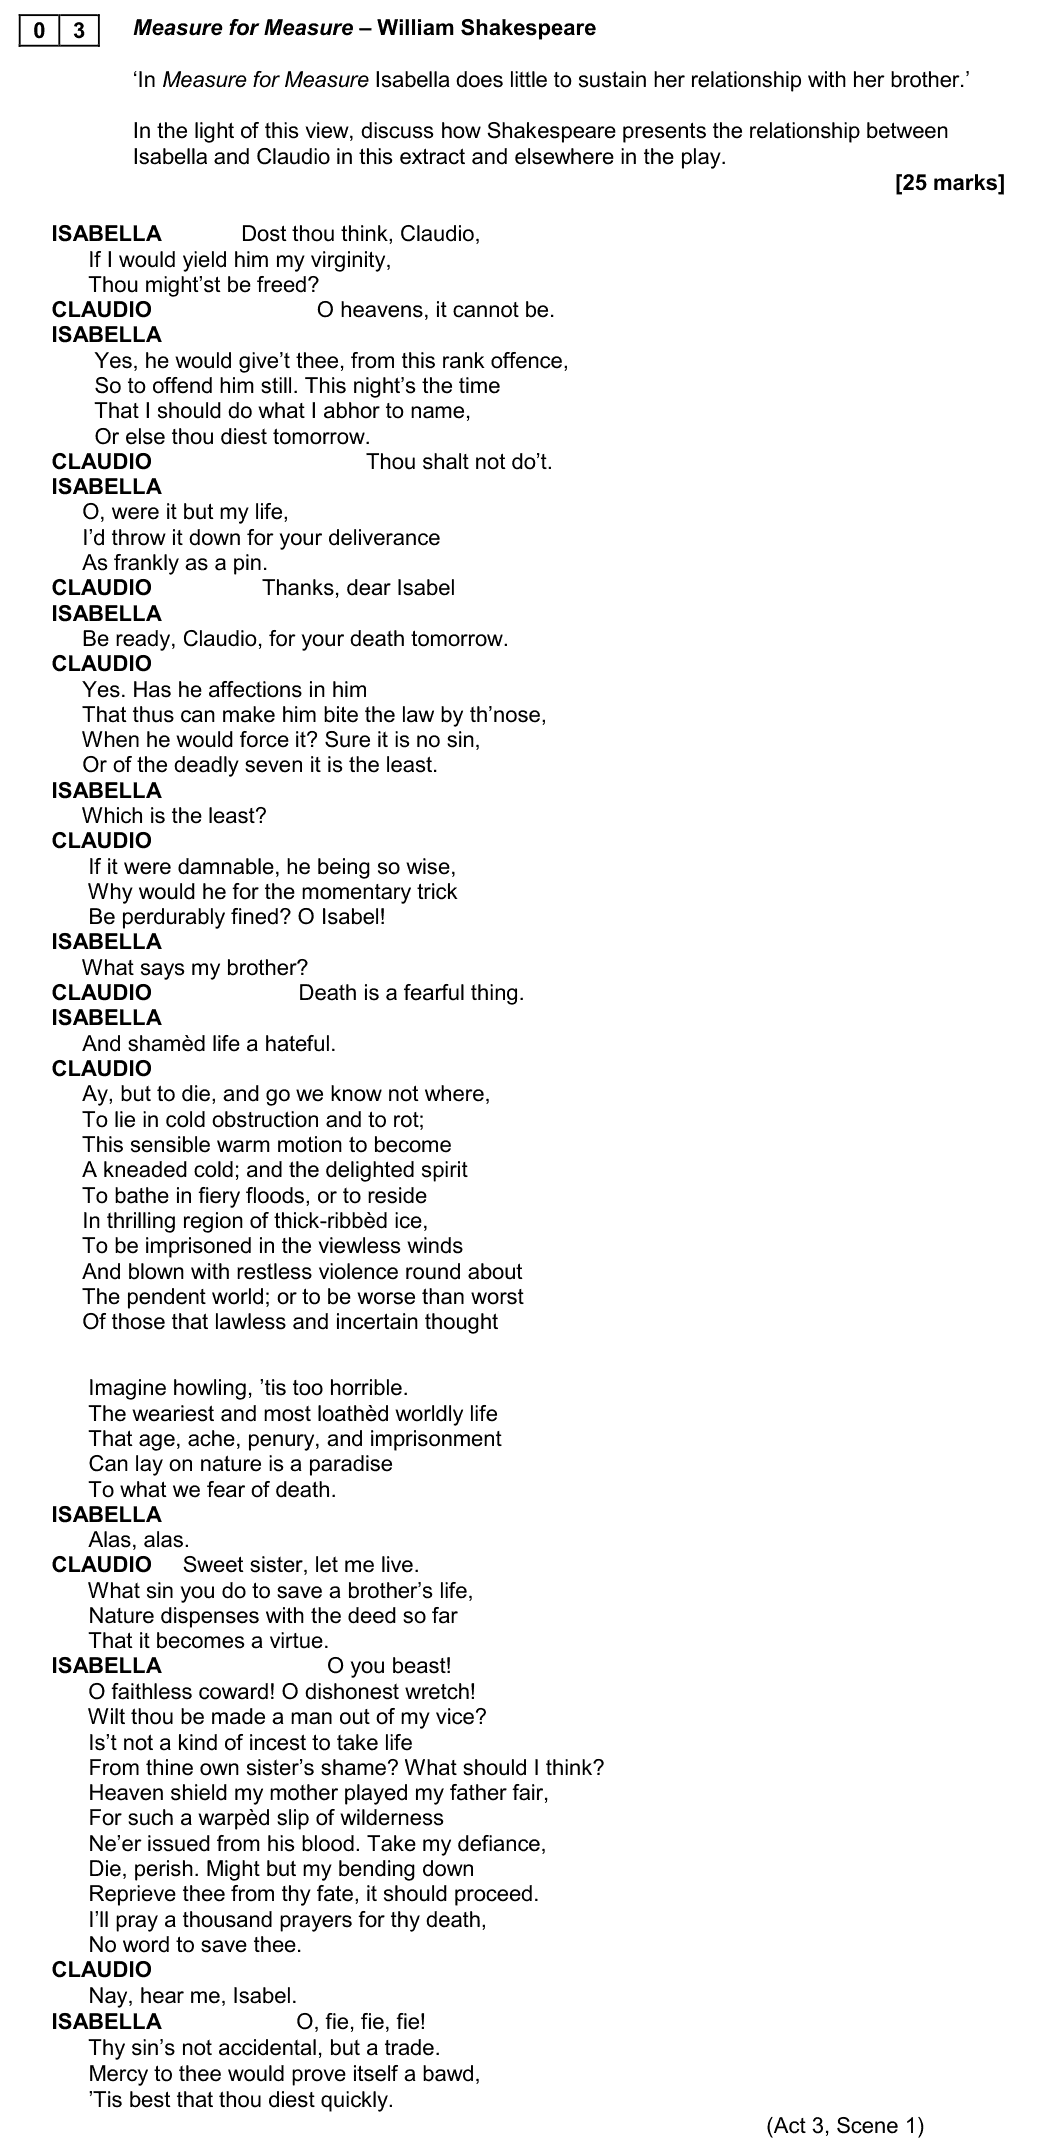 0 3 Measure for Measure – William Shakespeare
‘In Measure for Measure Isabella does little to sustain her relationship with her brother.’
In the light of this view, discuss how Shakespeare presents the relationship between
Isabella and Claudio in this extract and elsewhere in the play.
[25 marks]
ISABELLA Dost thou think, Claudio,
If I would yield him my virginity,
Thou might’st be freed?
CLAUDIO O heavens, it cannot be.
ISABELLA
Yes, he would give’t thee, from this rank offence,
So to offend him still. This night’s the time
That I should do what I abhor to name,
Or else thou diest tomorrow.
CLAUDIO Thou shalt not do’t.
ISABELLA
O, were it but my life,
I’d throw it down for your deliverance
As frankly as a pin.
CLAUDIO Thanks, dear Isabel
ISABELLA
Be ready, Claudio, for your death tomorrow.
CLAUDIO
Yes. Has he affections in him
That thus can make him bite the law by th’nose,
When he would force it? Sure it is no sin,
Or of the deadly seven it is the least.
ISABELLA
Which is the least?
CLAUDIO
If it were damnable, he being so wise,
Why would he for the momentary trick
Be perdurably fined? O Isabel!
ISABELLA
What says my brother?
CLAUDIO Death is a fearful thing.
ISABELLA
And shamèd life a hateful.
CLAUDIO
Ay, but to die, and go we know not where,
To lie in cold obstruction and to rot;
This sensible warm motion to become
A kneaded cold; and the delighted spirit
To bathe in fiery floods, or to reside
In thrilling region of thick-ribbèd ice,
To be imprisoned in the viewless winds
And blown with restless violence round about
The pendent world; or to be worse than worst
Of those that lawless and incertain thought
Imagine howling, ’tis too horrible.
The weariest and most loathèd worldly life
That age, ache, penury, and imprisonment
Can lay on nature is a paradise
To what we fear of death.
ISABELLA
Alas, alas.
CLAUDIO Sweet sister, let me live.
What sin you do to save a brother’s life,
Nature dispenses with the deed so far
That it becomes a virtue.
ISABELLA O you beast!
O faithless coward! O dishonest wretch!
Wilt thou be made a man out of my vice?
Is’t not a kind of incest to take life
From thine own sister’s shame? What should I think?
Heaven shield my mother played my father fair,
For such a warpèd slip of wilderness
Ne’er issued from his blood. Take my defiance,
Die, perish. Might but my bending down
Reprieve thee from thy fate, it should proceed.
I’ll pray a thousand prayers for thy death,
No word to save thee.
CLAUDIO
Nay, hear me, Isabel.
ISABELLA O, fie, fie, fie!
Thy sin’s not accidental, but a trade.
Mercy to thee would prove itself a bawd,
’Tis best that thou diest quickly.
(Act 3, Scene 1)